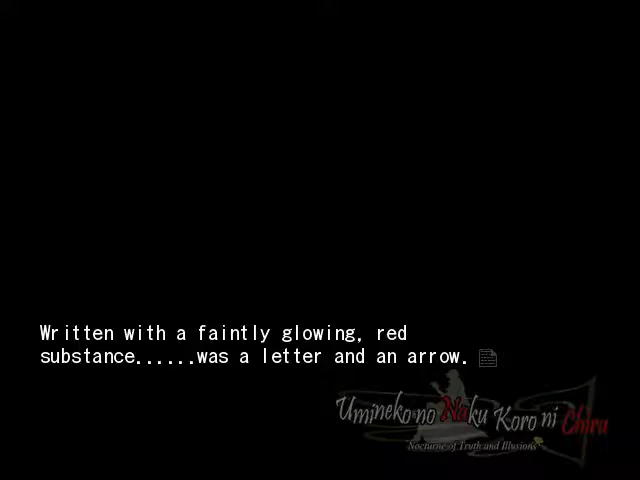 Written with a faintly glowing, red
substance......was a letter and an arrow.
Umineko no Naku Koro ni Chiru
Nocturne of Truth and Illusions